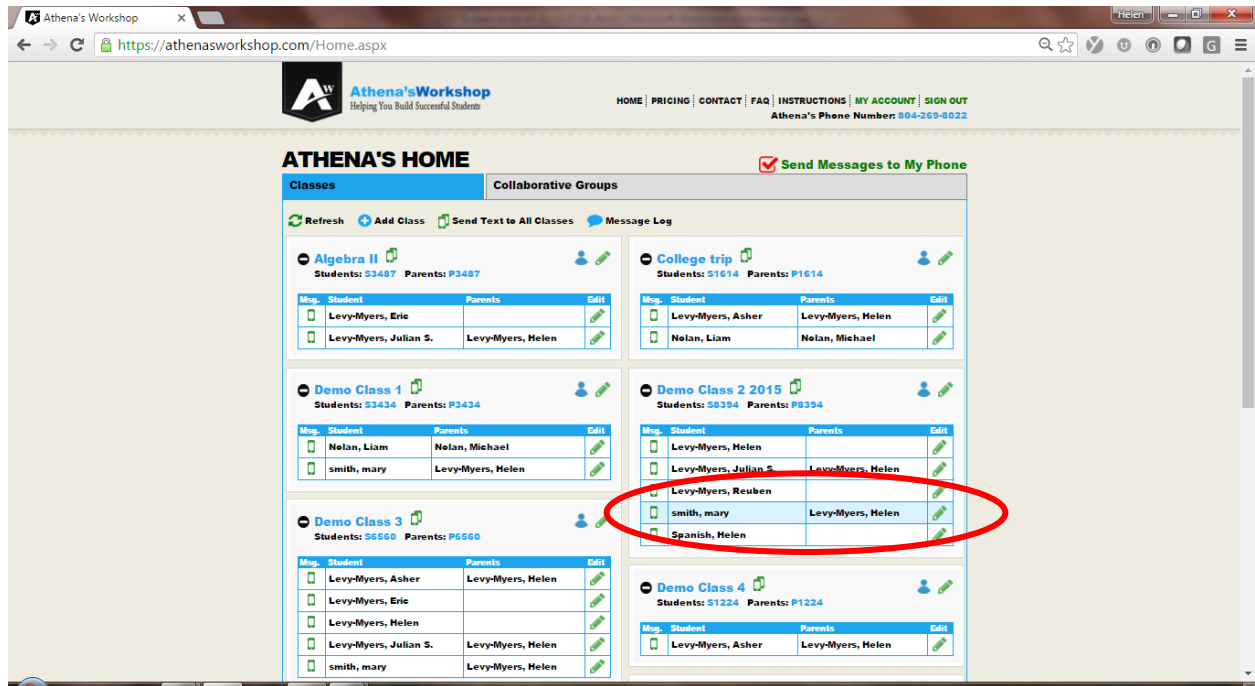 Athena's Workshop
Helen
https://athenasworkshop.com/Home.aspx
AW
Athena'sWorkshop
Helping You Build Successful Students
HOME PRICING CONTACT FAQ INSTRUCTIONS MY ACCOUNT SIGN OUT
Athena's Phone Number: 804-269-8022
ATHENA'S HOME
Send Messages to My Phone
Classes Collaborative Groups
Refresh Add Class Send Text to All Classes Message Log
Algebra II
Students: S3487 Parents: P3487
Msg. Student Parents Edit
Levy-Myers, Eric
Levy-Myers, Julian S. Levy-Myers, Helen
College trip
Students: S1614 Parents: P1614
Msg. Student Parents Edit
Levy-Myers, Asher Levy-Myers, Helen
Nolan, Liam Nolan, Michael
Demo Class 1
Students: S3434 Parents: P3434
Msg. Student Parents Edit
Nolan, Liam Nolan, Michael
smith, mary Levy-Myers, Helen
Demo Class 2 2015
Students: S8394 Parents: P8394
Msg. Student Parents Edit
Levy-Myers, Helen
Levy-Myers, Julian S. Levy-Myers, Helen
Levy-Myers, Reuben
smith, mary Levy-Myers, Helen
Spanish, Helen
Demo Class 3
Students: S6560 Parents: P6560
Msg. Student Parents Edit
Levy-Myers, Asher Levy-Myers, Helen
Levy-Myers, Eric
Levy-Myers, Helen
Levy-Myers, Julian S. Levy-Myers, Helen
smith, mary Levy-Myers, Helen
Demo Class 4
Students: S1224 Parents: P1224
Msg. Student Parents Edit
Levy-Myers, Asher Levy-Myers, Helen